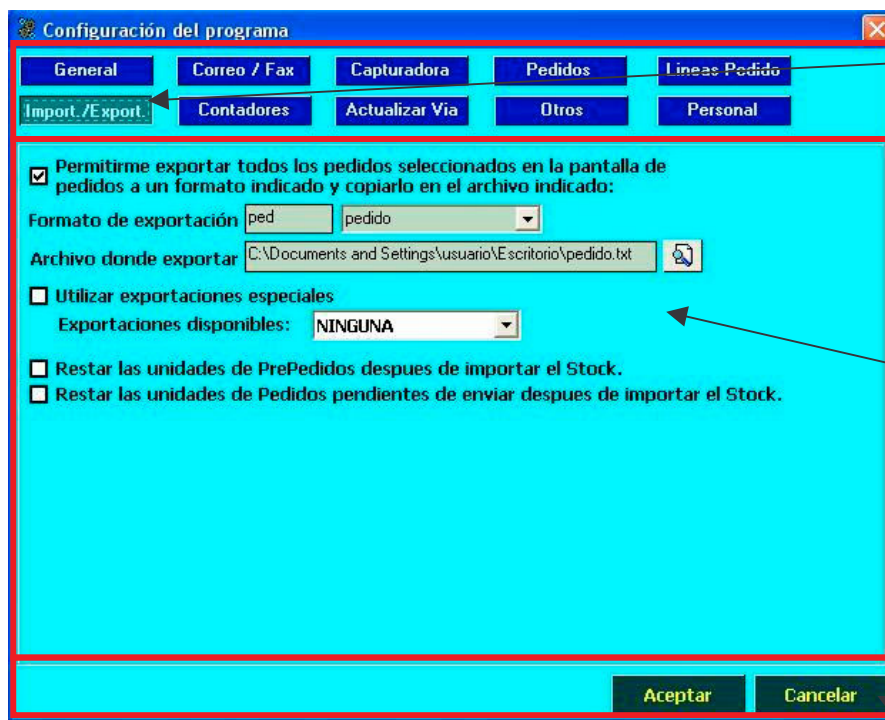 Configuración del programa
General Correo / Fax Capturadora Pedidos Lineas Pedido
Import./Export. Contadores Actualizar Via Otros Personal
Permitirme exportar todos los pedidos seleccionados en la pantalla de
pedidos a un formato indicado y copiarlo en el archivo indicado:
Formato de exportación ped pedido
Archivo donde exportar C:\Documents and Settings\usuario\Escritorio\pedido.txt
Utilizar exportaciones especiales
Exportaciones disponibles: NINGUNA
Restar las unidades de PrePedidos despues de importar el Stock.
Restar las unidades de Pedidos pendientes de enviar despues de importar el Stock.
Aceptar Cancelar